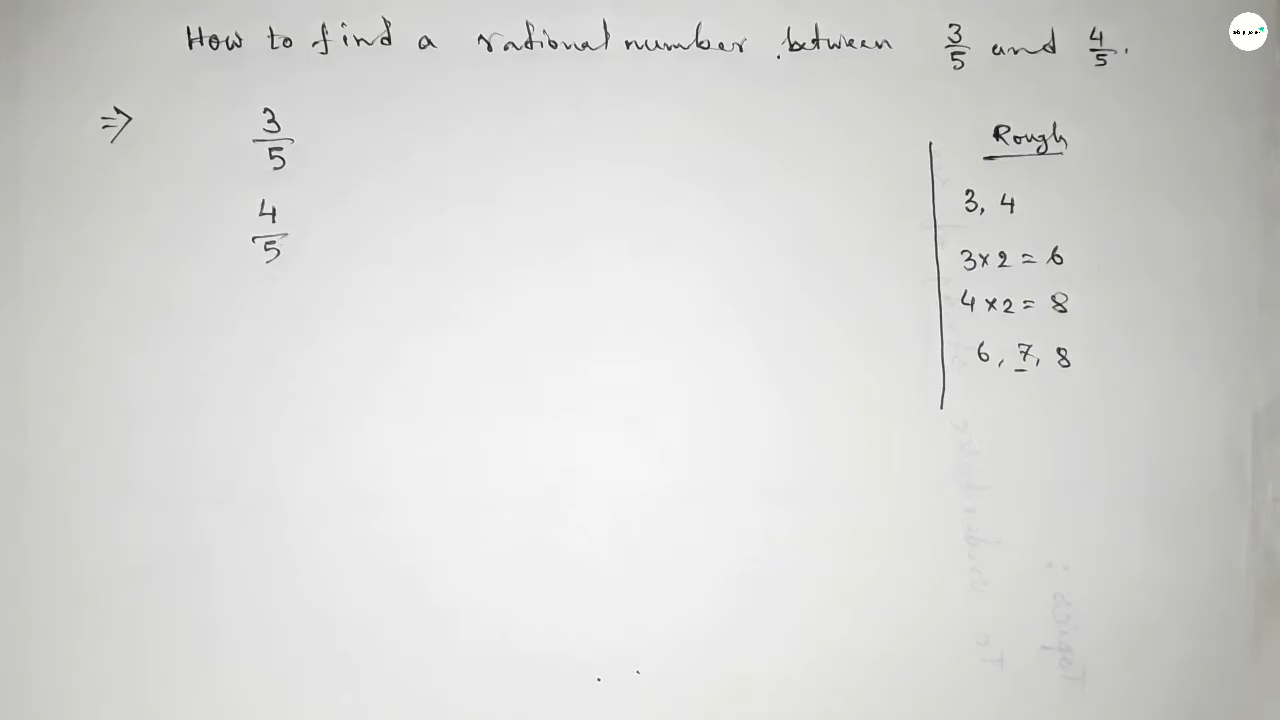 How to find a rational number between 3/5 and 4/5.
⇒ 3/5
4/5
Rough
3, 4
3×2 = 6
4×2 = 8
6, 7, 8